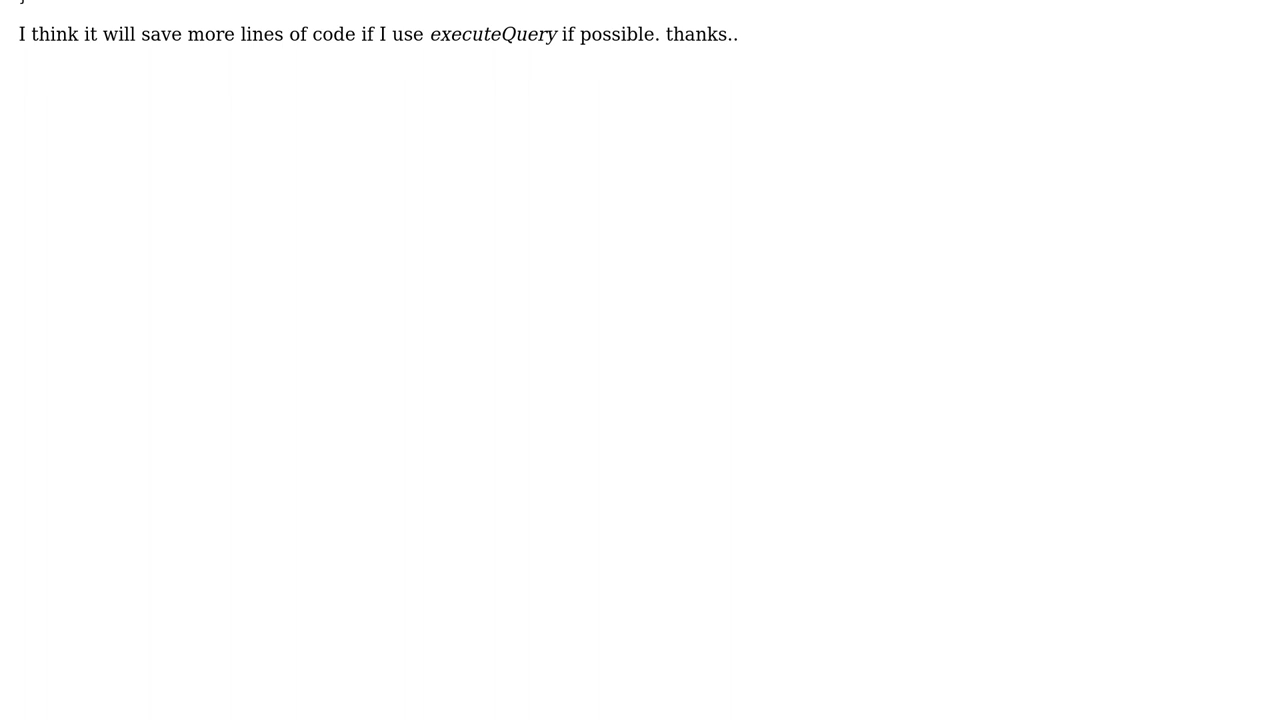 I think it will save more lines of code if I use executeQuery if possible. thanks..